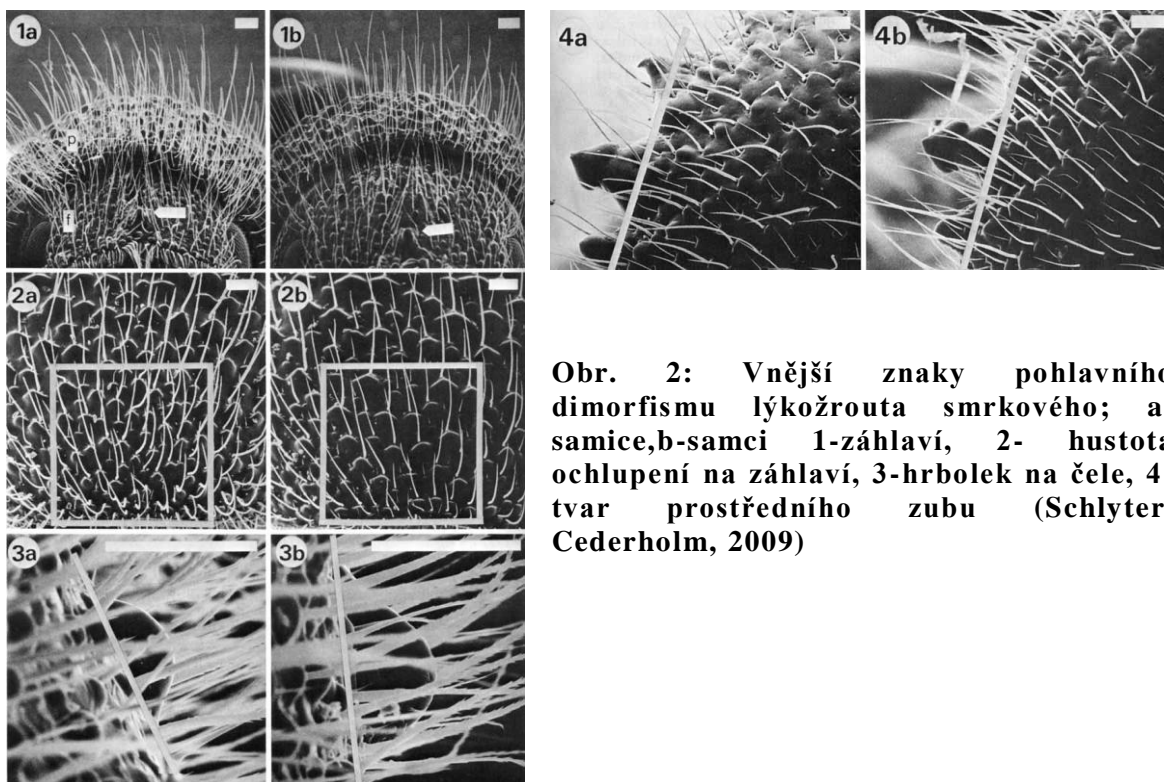 1a
1b
p
f
2a
2b
3a
3b
4a
4b
Obr. 2: Vnější znaky pohlavního
dimorfismu lýkožrouta smrkového; a
samice,b-samci 1-záhlaví, 2- hustota
ochlupení na záhlaví, 3-hrbolek na čele, 4
tvar prostředního zubu (Schlyter
Cederholm, 2009)